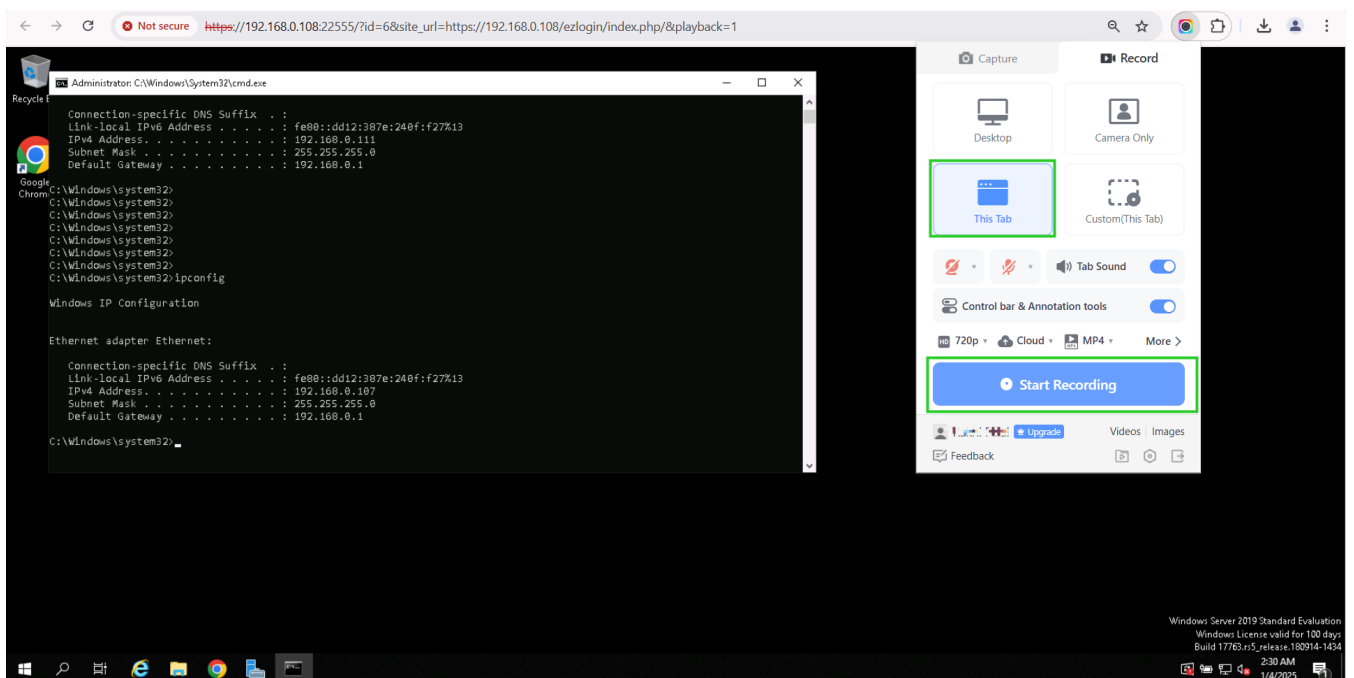 Not secure https://192.168.0.108:22555/?id=6&site_url=https://192.168.0.108/ezlogin/index.php/&playback=1
Recycle B
Google
Chrom
Administrator: C:\Windows\System32\cmd.exe
Connection-specific DNS Suffix . :
Link-local IPv6 Address . . . . . : fe80::dd12:387e:240f:f27%13
IPv4 Address. . . . . . . . . . . : 192.168.0.111
Subnet Mask . . . . . . . . . . . : 255.255.255.0
Default Gateway . . . . . . . . . : 192.168.0.1
C:\Windows\system32>
C:\Windows\system32>
C:\Windows\system32>
C:\Windows\system32>
C:\Windows\system32>
C:\Windows\system32>
C:\Windows\system32>
C:\Windows\system32>ipconfig
Windows IP Configuration
Ethernet adapter Ethernet:
Connection-specific DNS Suffix . :
Link-local IPv6 Address . . . . . : fe80::dd12:387e:240f:f27%13
IPv4 Address. . . . . . . . . . . : 192.168.0.107
Subnet Mask . . . . . . . . . . . : 255.255.255.0
Default Gateway . . . . . . . . . : 192.168.0.1
C:\Windows\system32>
Capture Record
Desktop Camera Only
This Tab Custom(This Tab)
Tab Sound
Control bar & Annotation tools
HD 720p Cloud MP4 More >
Start Recording
Upgrade Videos Images
Feedback
Windows Server 2019 Standard Evaluation
Windows License valid for 100 days
Build 17763.rs5_release.180914-1434
2:30 AM
1/4/2025